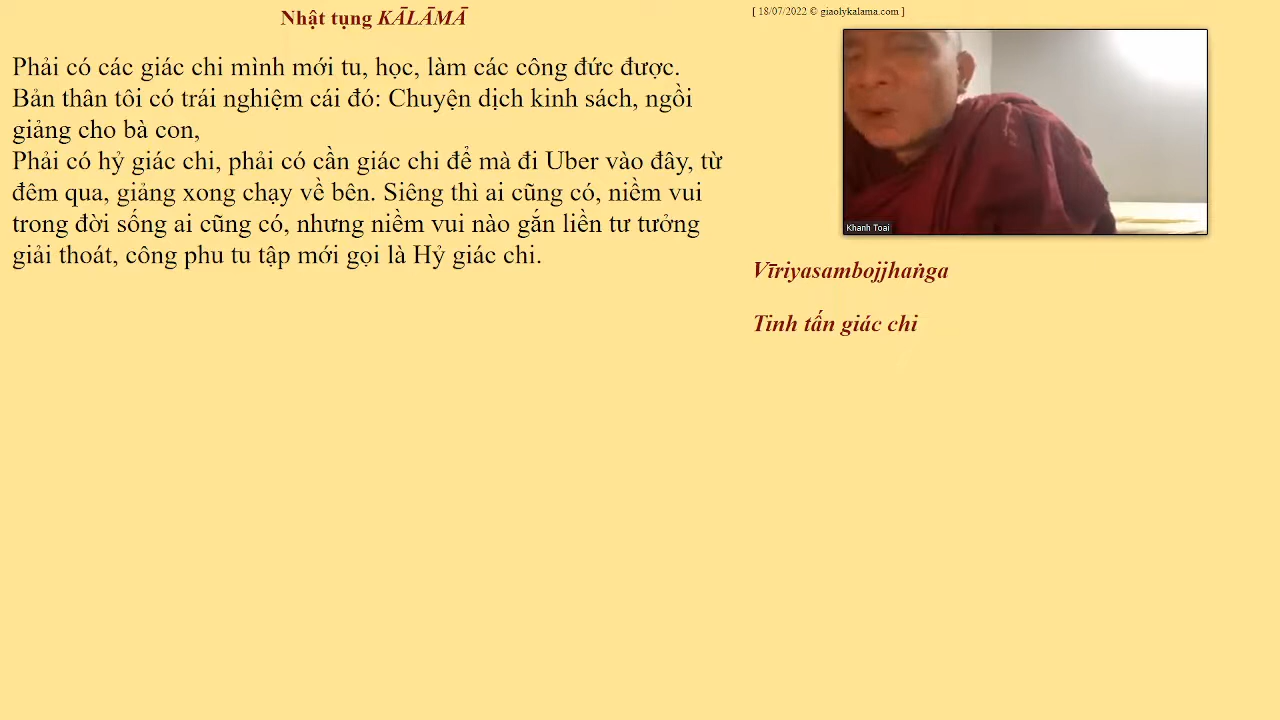 Nhật tụng KĀLĀMĀ
Phải có các giác chi mình mới tu, học, làm các công đức được.
Bản thân tôi có trái nghiệm cái đó: Chuyện dịch kinh sách, ngồi
giảng cho bà con,
Phải có hỷ giác chi, phải có cần giác chi để mà đi Uber vào đây, từ
đêm qua, giảng xong chạy về bên. Siêng thì ai cũng có, niềm vui
trong đời sống ai cũng có, nhưng niềm vui nào gắn liền tư tưởng
giải thoát, công phu tu tập mới gọi là Hỷ giác chi.
[ 18/07/2022 © giaolykalama.com ]
Khanh Toai
Vīriyasambojjhaṅga
Tinh tấn giác chi